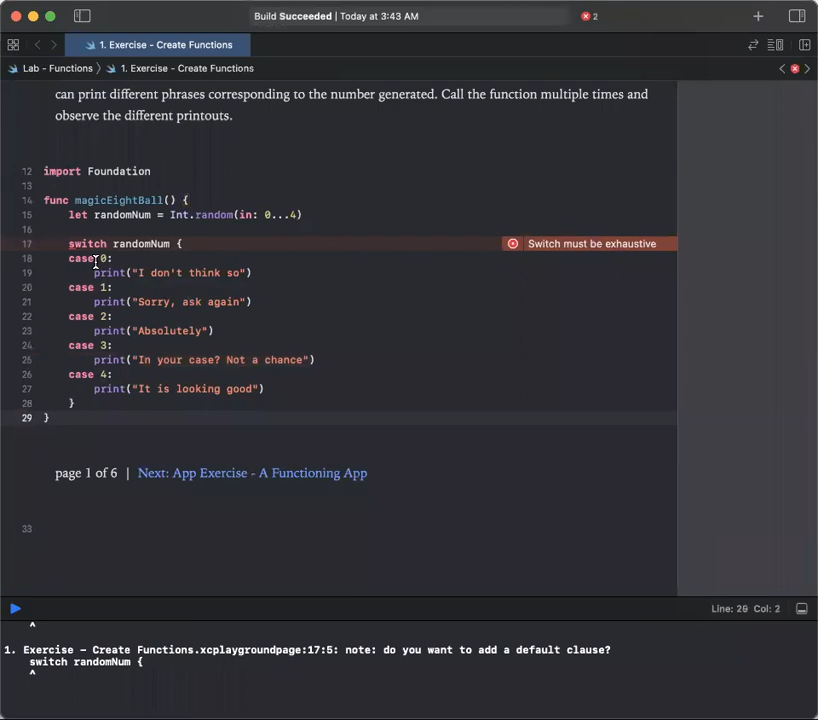 Build Succeeded | Today at 3:43 AM
2
1. Exercise - Create Functions
Lab - Functions 〉 1. Exercise - Create Functions
can print different phrases corresponding to the number generated. Call the function multiple times and
observe the different printouts.
12 import Foundation
13
14 func magicEightBall() {
15 let randomNum = Int.random(in: 0...4)
16
17 switch randomNum {
Switch must be exhaustive
18 case 0:
19 print("I don't think so")
20 case 1:
21 print("Sorry, ask again")
22 case 2:
23 print("Absolutely")
24 case 3:
25 print("In your case? Not a chance")
26 case 4:
27 print("It is looking good")
28 }
29 }
page 1 of 6 | Next: App Exercise - A Functioning App
33
Line: 29 Col: 2
^
1. Exercise - Create Functions.xcplaygroundpage:17:5: note: do you want to add a default clause?
switch randomNum {
^